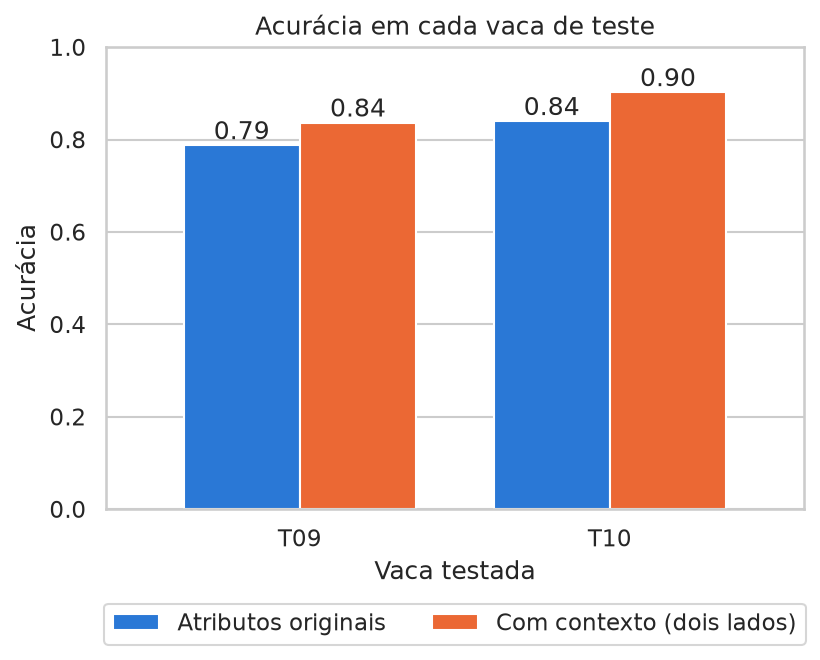 Acurácia em cada vaca de teste
1.0
0.8
0.6
0.4
0.2
0.0
Acurácia
0.79
0.84
0.84
0.90
T09
T10
Vaca testada
Atributos originais
Com contexto (dois lados)